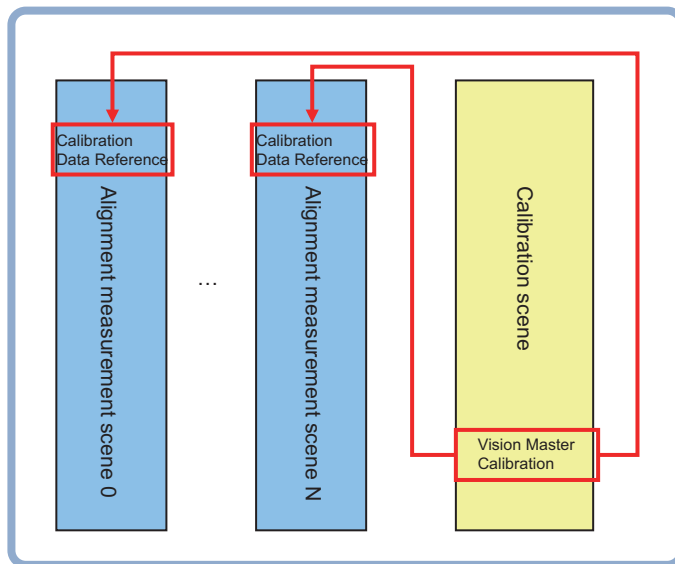 Calibration
Data Reference
Alignment measurement scene 0
…
Calibration
Data Reference
Alignment measurement scene N
Calibration scene
Vision Master
Calibration